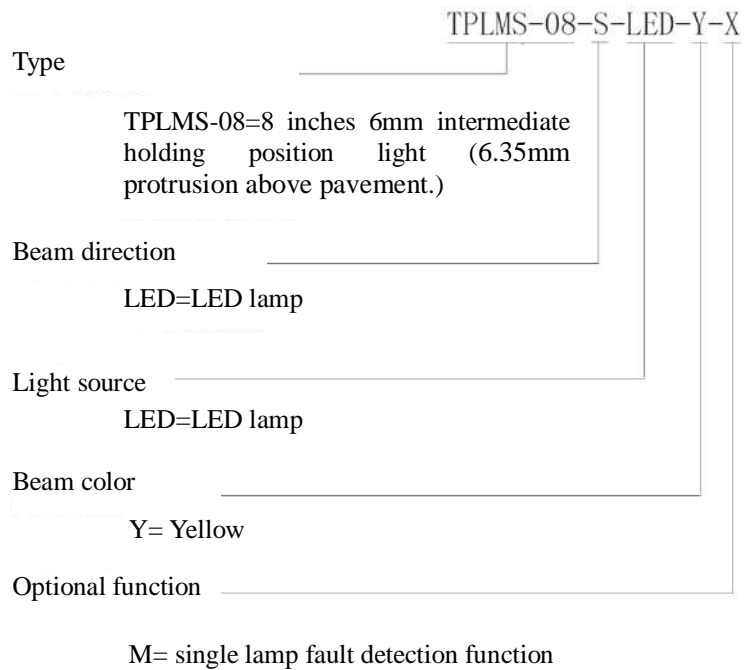 TPLMS-08-S-LED-Y-X
Type
TPLMS-08=8 inches 6mm intermediate
holding position light (6.35mm
protrusion above pavement.)
Beam direction
LED=LED lamp
Light source
LED=LED lamp
Beam color
Y= Yellow
Optional function
M= single lamp fault detection function